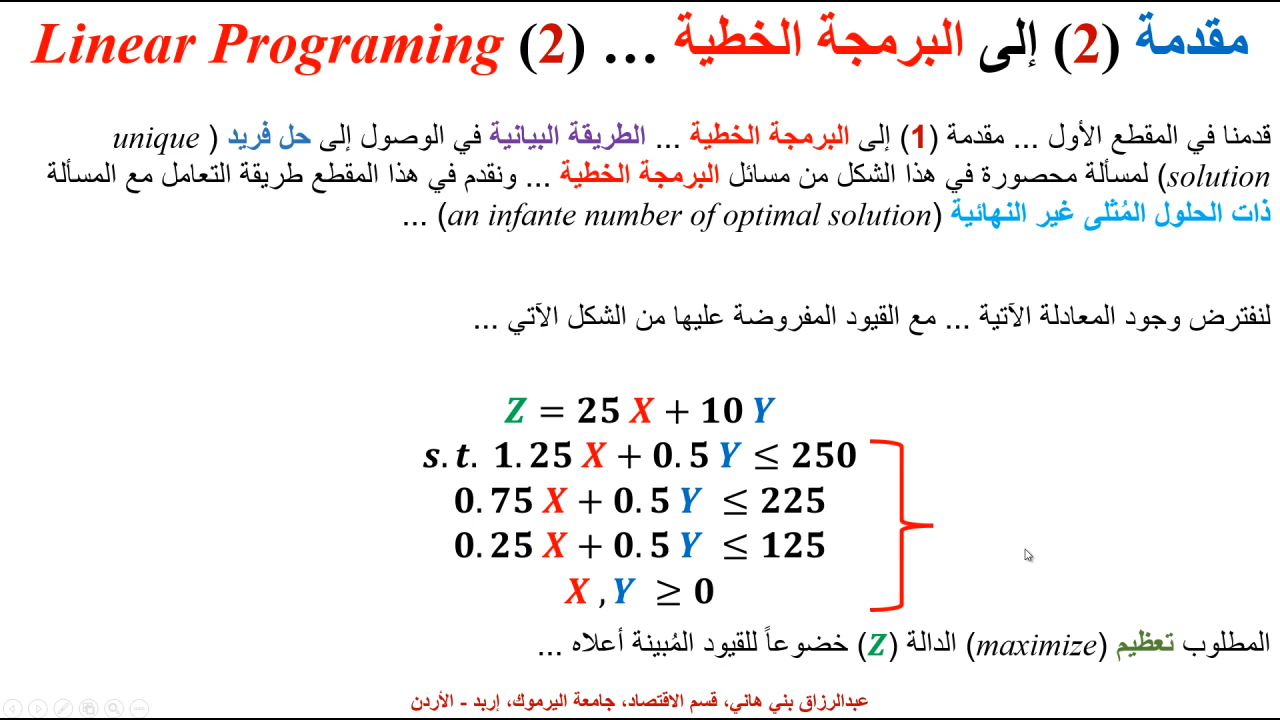 مقدمة (2) إلى البرمجة الخطية ... (2) Linear Programing
قدمنا في المقطع الأول ... مقدمة (1) إلى البرمجة الخطية ... الطريقة البيانية في الوصول إلى حل فريد (unique
solution) لمسألة محصورة في هذا الشكل من مسائل البرمجة الخطية ... ونقدم في هذا المقطع طريقة التعامل مع المسألة
ذات الحلول المُثلى غير النهائية (an infante number of optimal solution) ...
لنفترض وجود المعادلة الآتية ... مع القيود المفروضة عليها من الشكل الآتي ...
Z = 25 X + 10 Y
s.t. 1.25 X + 0.5 Y ≤ 250
0.75 X + 0.5 Y ≤ 225
0.25 X + 0.5 Y ≤ 125
X , Y ≥ 0
المطلوب تعظيم (maximize) الدالة (Z) خضوعاً للقيود المُبينة أعلاه ...
عبدالرزاق بني هاني، قسم الاقتصاد، جامعة اليرموك، إربد - الأردن